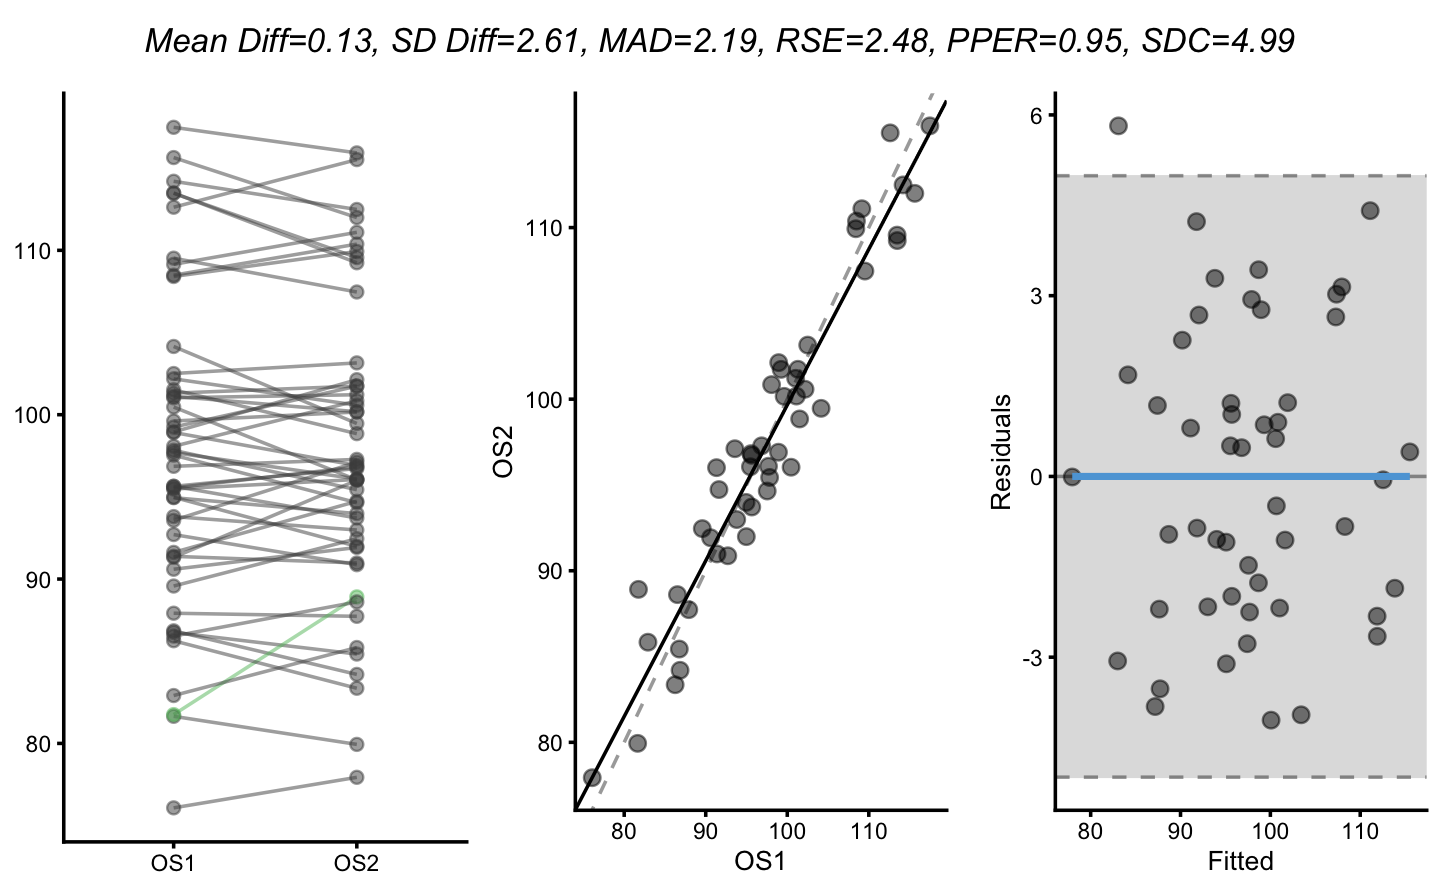 Mean Diff=0.13, SD Diff=2.61, MAD=2.19, RSE=2.48, PPER=0.95, SDC=4.99
110
100
90
80
OS1
OS2
OS2
110
100
90
80
80
90
100
110
OS1
Residuals
6
3
0
-3
80
90
100
110
Fitted